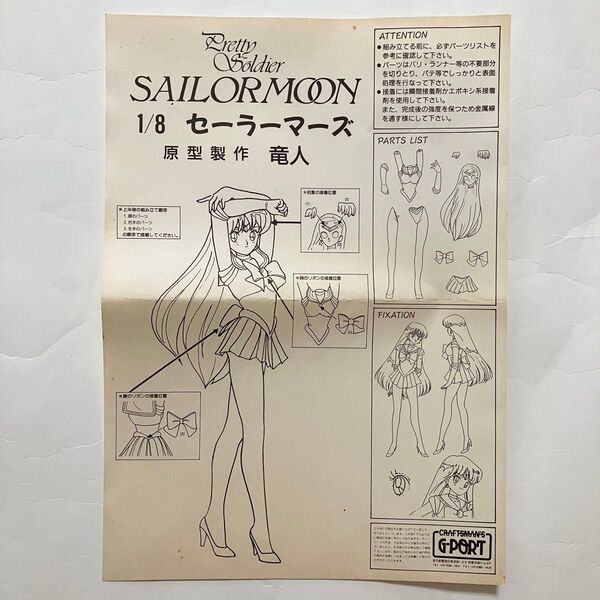 Pretty
Soldier
SAILORMOON
1/8 セーラーマーズ
原型製作 竜人
ATTENTION
●組み立てる前に、必ずパーツリストを
参考に確認して下さい。
●パーツはバリ・ランナー等の不要部分
を切りとり、パテ等でしっかりと表面
処理を行なって下さい。
●接着には瞬間接着剤かエポキシ系接着
剤を使用して下さい。
また、完成後の強度を保つため金属線
を通す様にして下さい。
PARTS LIST
※上半身の組み立て順序
1. 頭のパーツ
2. 右手のパーツ
3. 左手のパーツ
の順序で接着してください。
※前髪の接着位置
※胸のリボンの接着位置
※腰のリボンの接着位置
FIXATION
CRAFTSMAN'S
G-PORT